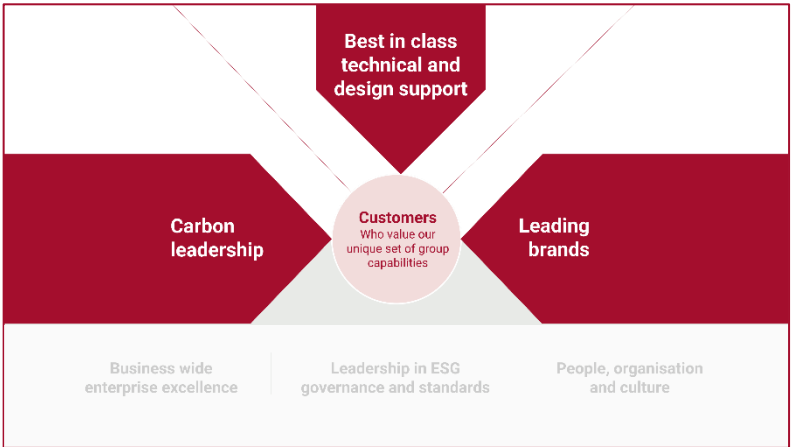 Best in class
technical and
design support
Carbon
leadership
Customers
Who value our
unique set of group
capabilities
Leading
brands
Business wide
enterprise excellence
Leadership in ESG
governance and standards
People, organisation
and culture